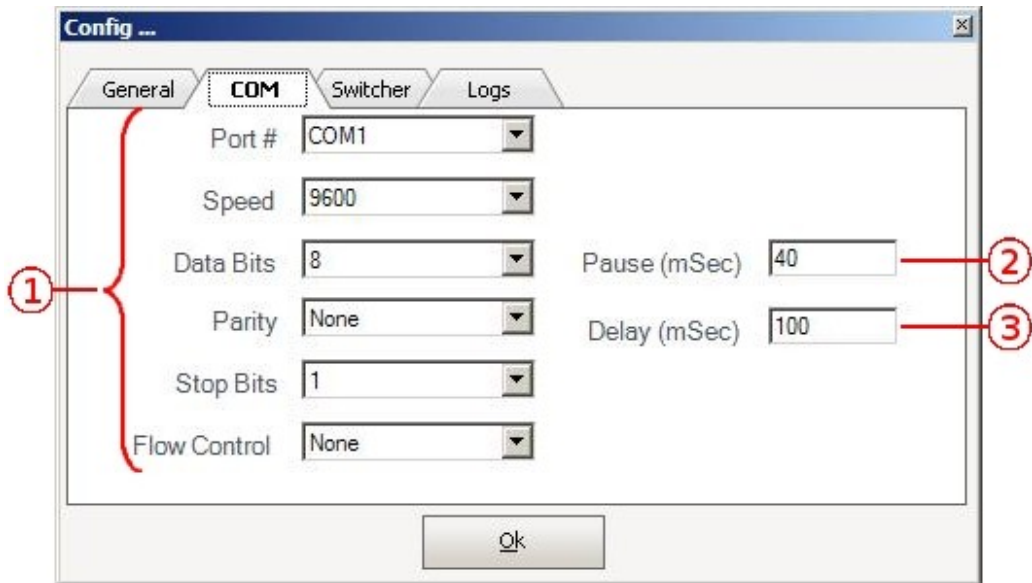 Config ...
General COM Switcher Logs
Port # COM1
Speed 9600
Data Bits 8 Pause (mSec) 40 2
1
Parity None Delay (mSec) 100 3
Stop Bits 1
Flow Control None
Ok